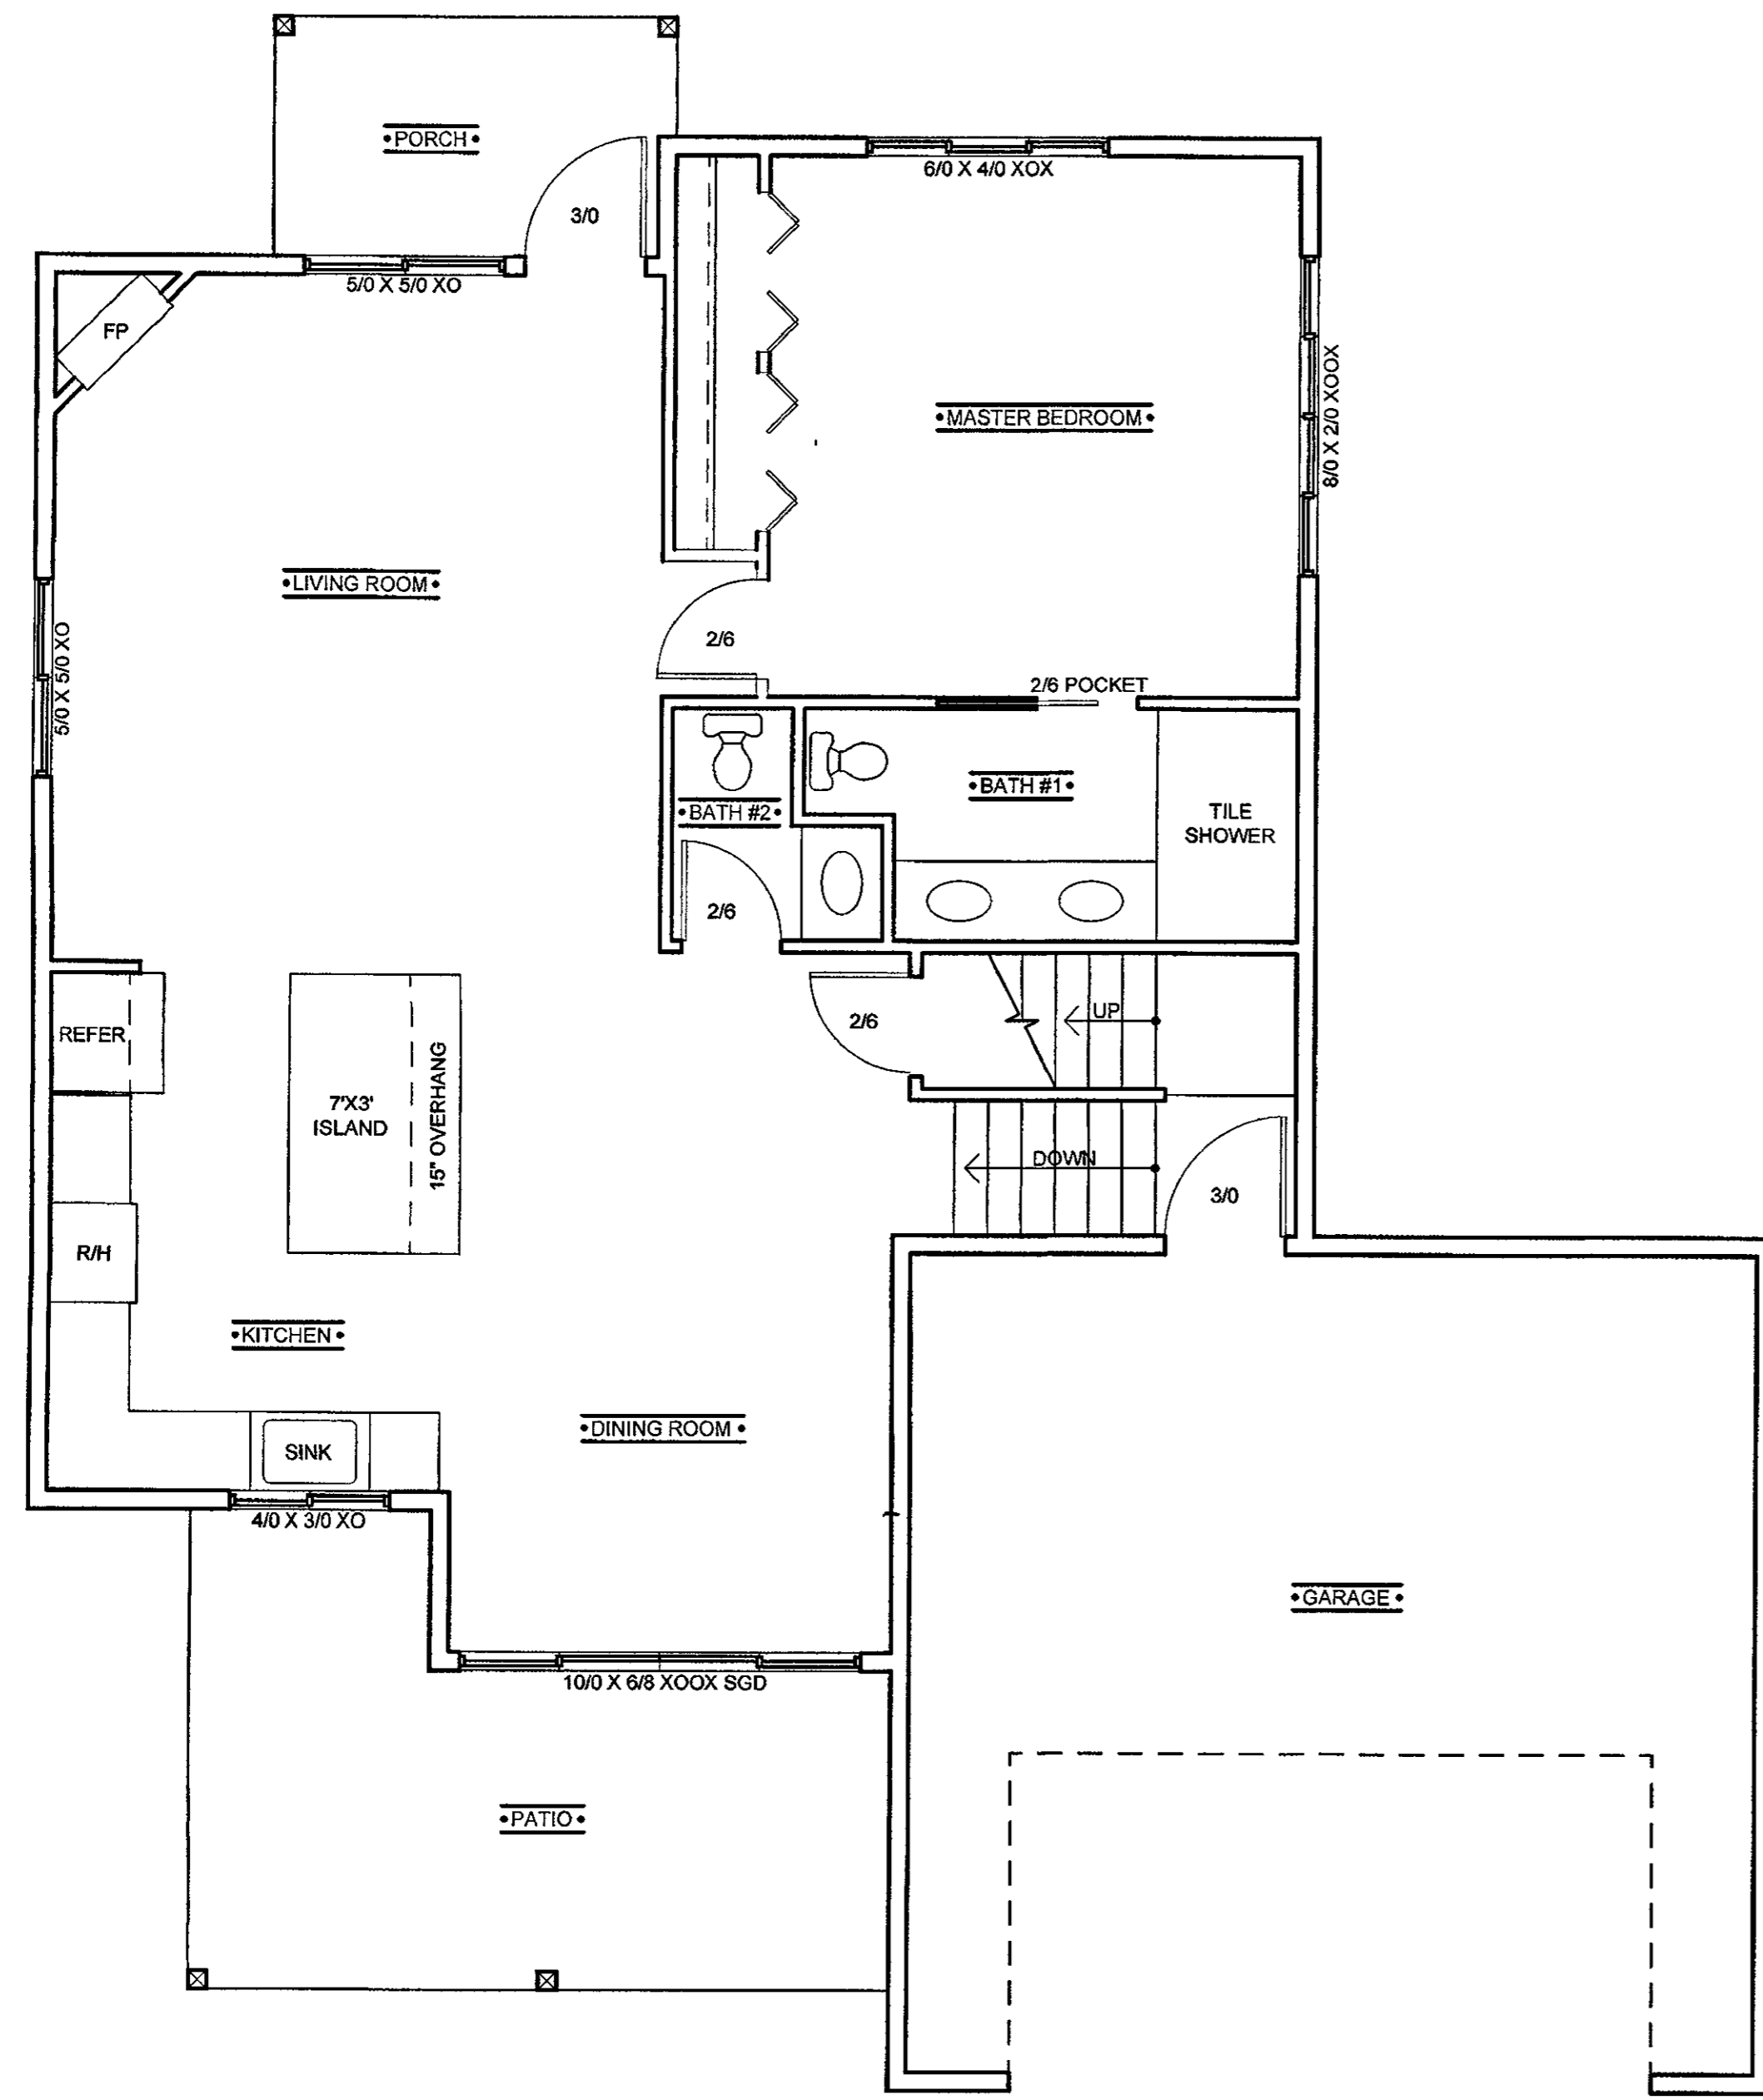 •PORCH•
6/0 X 4/0 XOX
3/0
5/0 X 5/0 XO
FP
8/0 X 2/0 XOOX
•MASTER BEDROOM•
•LIVING ROOM•
5/0 X 5/0 XO
2/6
2/6 POCKET
•BATH #1•
•BATH #2•
TILE
SHOWER
2/6
REFER
2/6
UP
7'X3'
ISLAND
15" OVERHANG
DOWN
3/0
R/H
•KITCHEN•
•DINING ROOM•
SINK
4/0 X 3/0 XO
•GARAGE•
10/0 X 6/8 XOOX SGD
•PATIO•